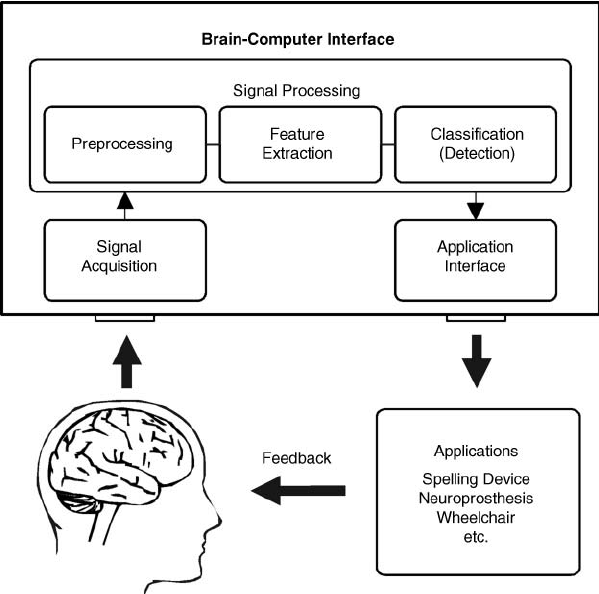 Brain-Computer Interface
Signal Processing
Preprocessing
Feature
Extraction
Classification
(Detection)
Signal
Acquisition
Application
Interface
Feedback
Applications
Spelling Device
Neuroprosthesis
Wheelchair
etc.